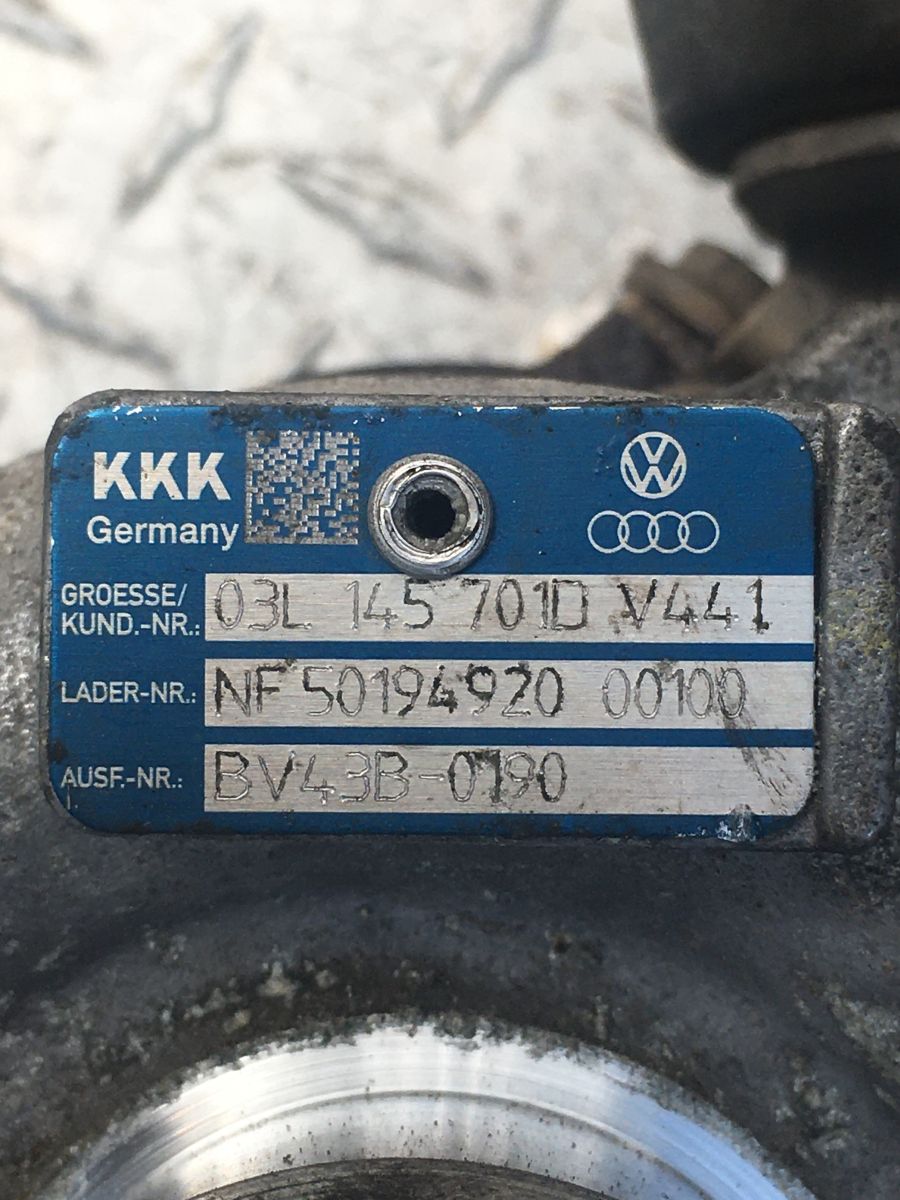 KKK
Germany
GROESSE/
KUND.-NR.: 03L 145 701D V441
LADER-NR.: NF 50194920 00100
AUSF.-NR.: BV43B-0190